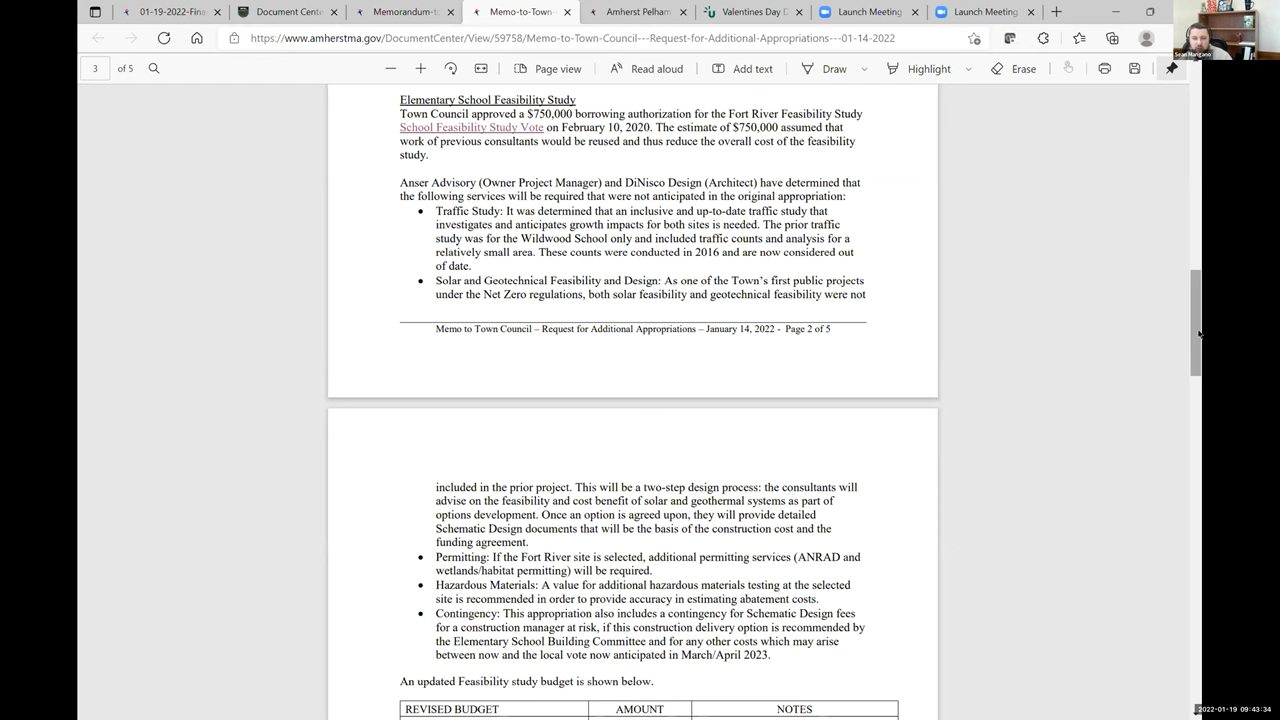 01-19-2022-Fina
Document Cente
Memorandum-to
Memo-to-Town-
Amherst Pelham
Valentines Day D
Launch Meeting
Launch Meeting
https://www.amherstma.gov/DocumentCenter/View/59758/Memo-to-Town-Council---Request-for-Additional-Appropriations---01-14-2022
Sean Mangano
3 of 5
Page view
Read aloud
Add text
Draw
Highlight
Erase
Elementary School Feasibility Study
Town Council approved a $750,000 borrowing authorization for the Fort River Feasibility Study
School Feasibility Study Vote on February 10, 2020. The estimate of $750,000 assumed that
work of previous consultants would be reused and thus reduce the overall cost of the feasibility
study.
Anser Advisory (Owner Project Manager) and DiNisco Design (Architect) have determined that
the following services will be required that were not anticipated in the original appropriation:
• Traffic Study: It was determined that an inclusive and up-to-date traffic study that
investigates and anticipates growth impacts for both sites is needed. The prior traffic
study was for the Wildwood School only and included traffic counts and analysis for a
relatively small area. These counts were conducted in 2016 and are now considered out
of date.
• Solar and Geotechnical Feasibility and Design: As one of the Town's first public projects
under the Net Zero regulations, both solar feasibility and geotechnical feasibility were not
Memo to Town Council – Request for Additional Appropriations – January 14, 2022 - Page 2 of 5
included in the prior project. This will be a two-step design process: the consultants will
advise on the feasibility and cost benefit of solar and geothermal systems as part of
options development. Once an option is agreed upon, they will provide detailed
Schematic Design documents that will be the basis of the construction cost and the
funding agreement.
• Permitting: If the Fort River site is selected, additional permitting services (ANRAD and
wetlands/habitat permitting) will be required.
• Hazardous Materials: A value for additional hazardous materials testing at the selected
site is recommended in order to provide accuracy in estimating abatement costs.
• Contingency: This appropriation also includes a contingency for Schematic Design fees
for a construction manager at risk, if this construction delivery option is recommended by
the Elementary School Building Committee and for any other costs which may arise
between now and the local vote now anticipated in March/April 2023.
An updated Feasibility study budget is shown below.
REVISED BUDGET AMOUNT NOTES
2022-01-19 09:43:34